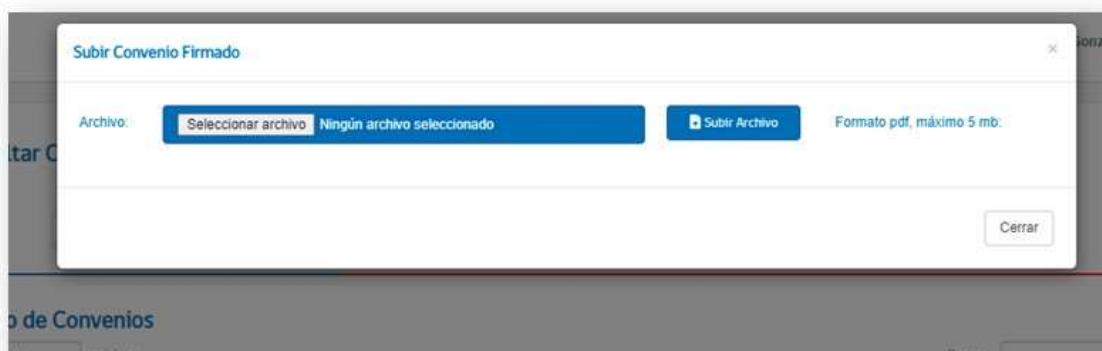 Subir Convenio Firmado ×
Archivo: Seleccionar archivo Ningún archivo seleccionado Subir Archivo Formato pdf, máximo 5 mb:
Cerrar
de Convenios